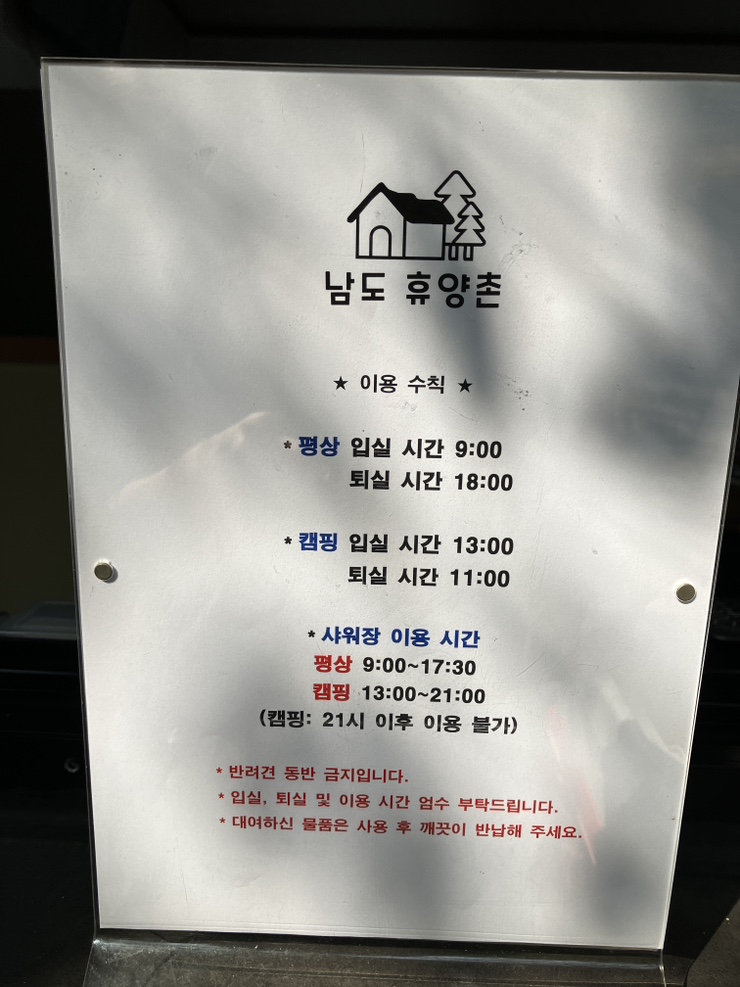 남도 휴양촌
★ 이용 수칙 ★
* 평상 입실 시간 9:00
퇴실 시간 18:00
* 캠핑 입실 시간 13:00
퇴실 시간 11:00
* 샤워장 이용 시간
평상 9:00~17:30
캠핑 13:00~21:00
(캠핑: 21시 이후 이용 불가)
* 반려견 동반 금지입니다.
* 입실, 퇴실 및 이용 시간 엄수 부탁드립니다.
* 대여하신 물품은 사용 후 깨끗이 반납해 주세요.